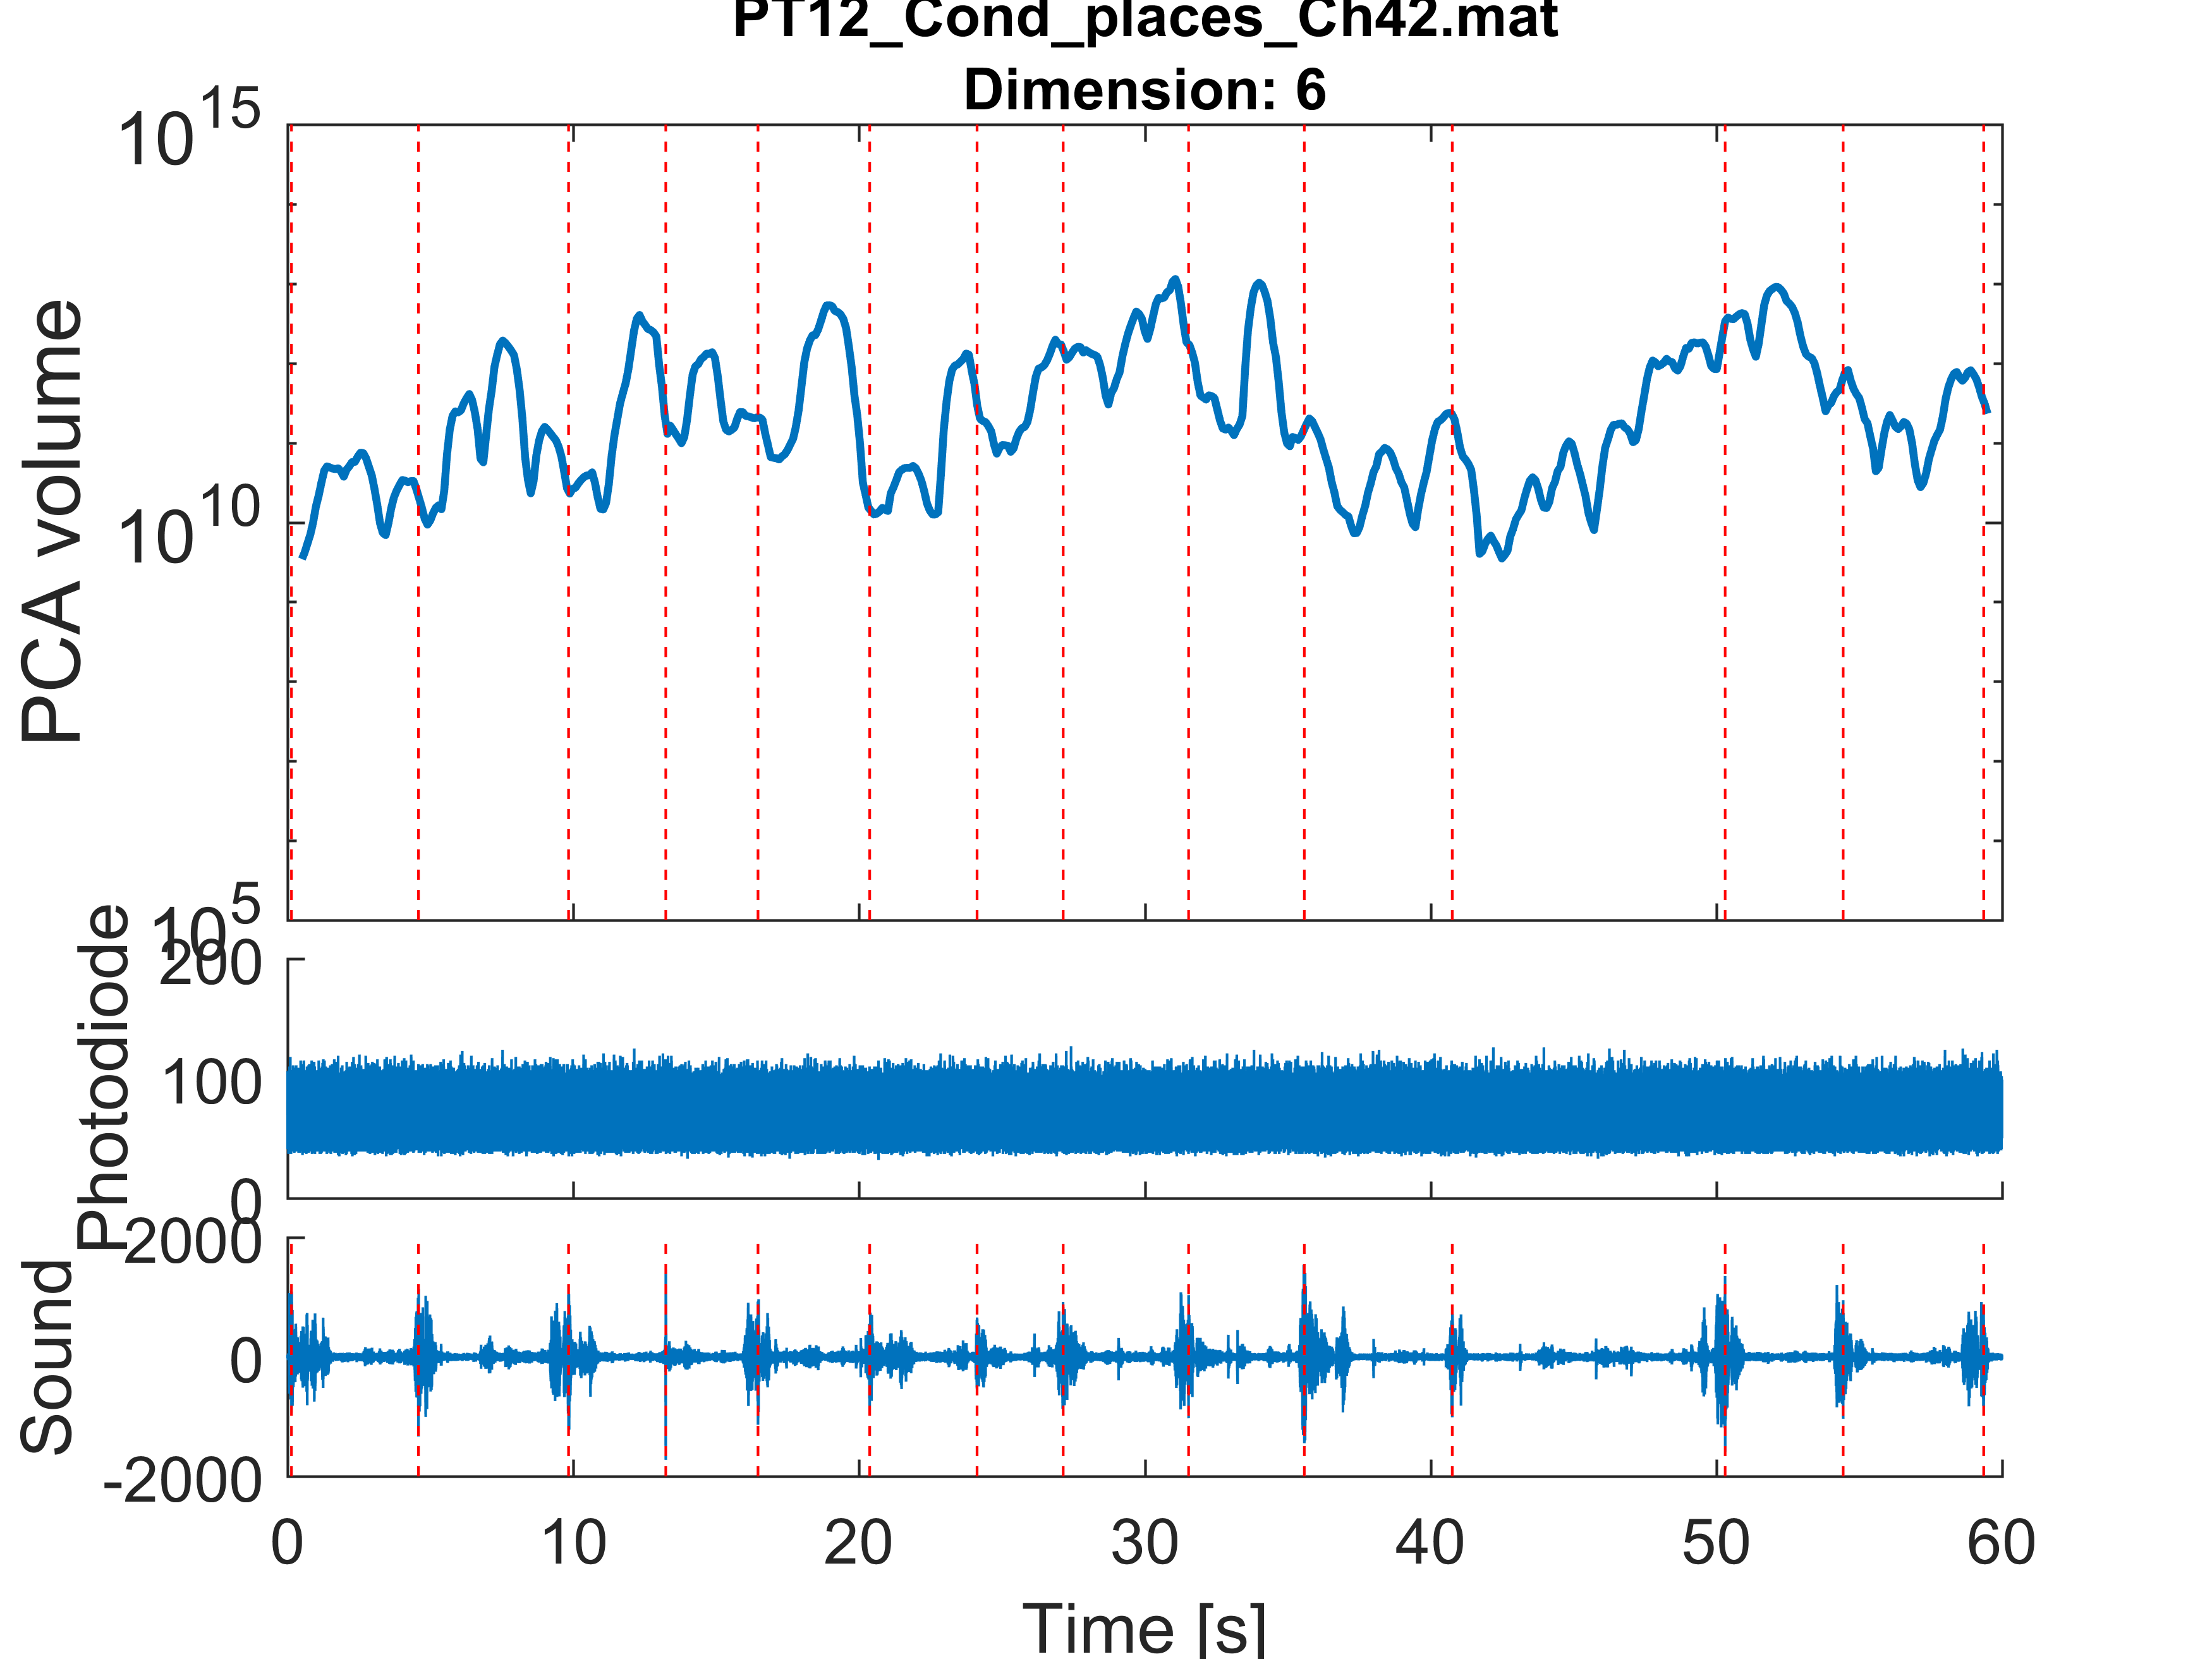 PT12_Cond_places_Ch42.mat
Dimension: 6
PCA volume
10^15
10^10
10^5
Photodiode
200
100
0
Sound
2000
0
-2000
0 10 20 30 40 50 60
Time [s]